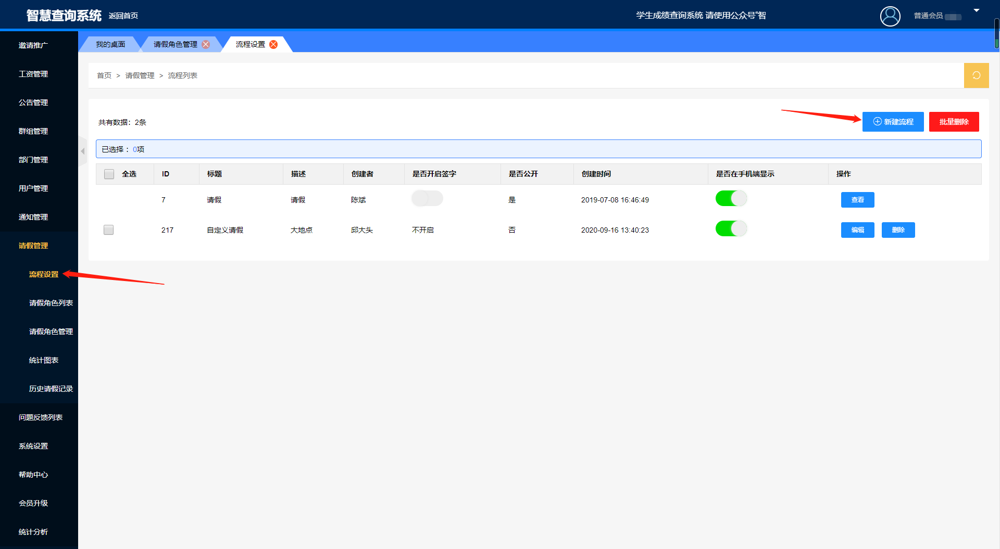 智慧查询系统 返回首页 学生成绩查询系统 请使用公众号“智 普通会员
我的桌面 请假角色管理 流程设置
首页 > 请假管理 > 流程列表
邀请推广
工资管理
公告管理
群组管理
部门管理
用户管理
通知管理
请假管理
流程设置
请假角色列表
请假角色管理
统计图表
历史请假记录
问题反馈列表
系统设置
帮助中心
会员升级
统计分析
共有数据：2条 新建流程 批量删除
已选择：0项
全选 ID 标题 描述 创建者 是否开启签字 是否公开 创建时间 是否在手机端显示 操作
7 请假 请假 陈斌 是 2019-07-08 16:46:49 查看
217 自定义请假 大地点 邱大头 不开启 否 2020-09-16 13:40:23 编辑 删除